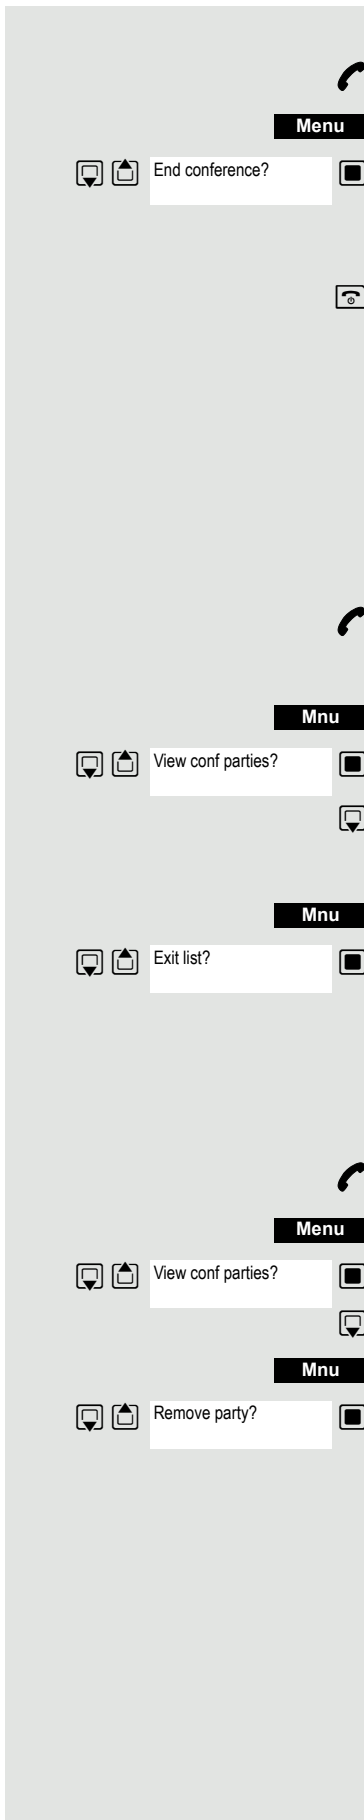 Menu
End conference?
Mnu
View conf parties?
Mnu
Exit list?
Menu
View conf parties?
Mnu
Remove party?